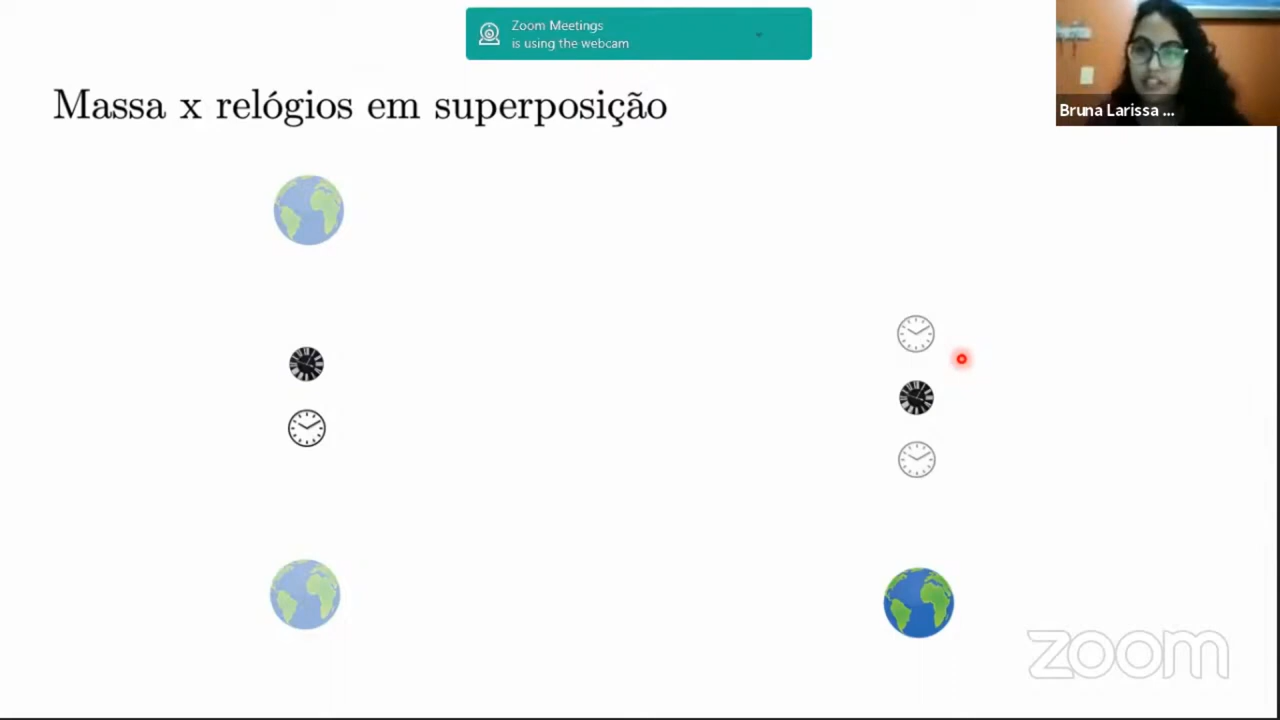 Zoom Meetings
is using the webcam
Massa x relógios em superposição
Bruna Larissa ...
zoom